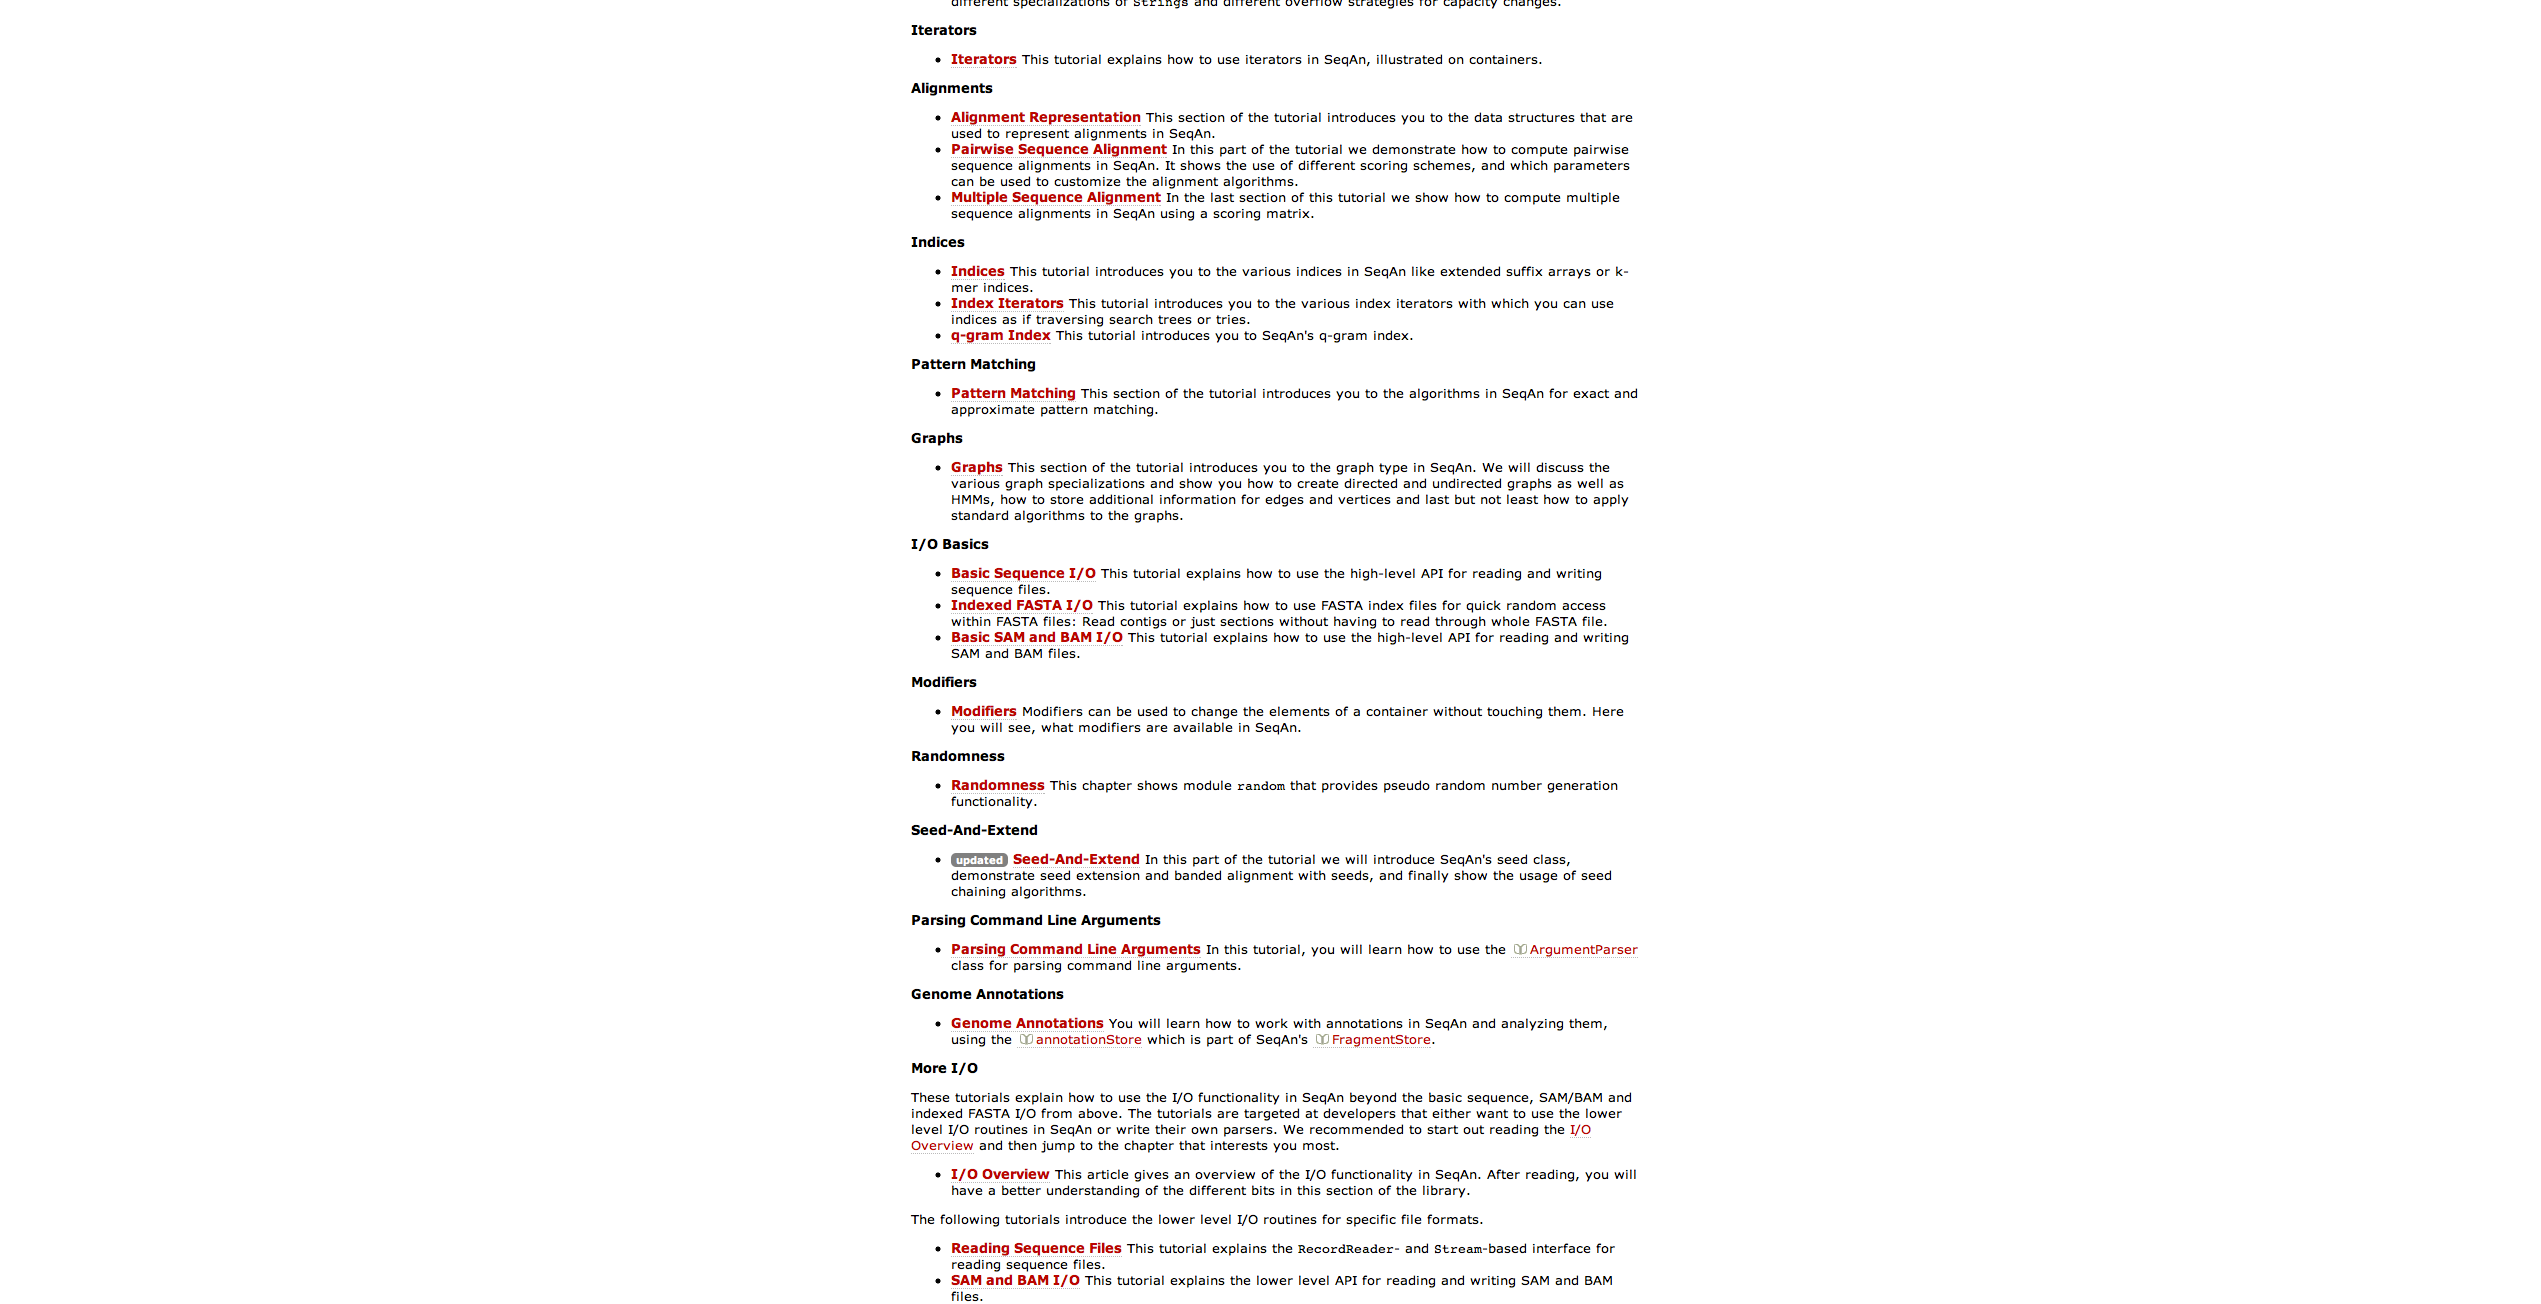 different specializations of Strings and different overflow strategies for capacity changes.
Iterators
Iterators This tutorial explains how to use iterators in SeqAn, illustrated on containers.
Alignments
Alignment Representation This section of the tutorial introduces you to the data structures that are
used to represent alignments in SeqAn.
Pairwise Sequence Alignment In this part of the tutorial we demonstrate how to compute pairwise
sequence alignments in SeqAn. It shows the use of different scoring schemes, and which parameters
can be used to customize the alignment algorithms.
Multiple Sequence Alignment In the last section of this tutorial we show how to compute multiple
sequence alignments in SeqAn using a scoring matrix.
Indices
Indices This tutorial introduces you to the various indices in SeqAn like extended suffix arrays or k-
mer indices.
Index Iterators This tutorial introduces you to the various index iterators with which you can use
indices as if traversing search trees or tries.
q-gram Index This tutorial introduces you to SeqAn's q-gram index.
Pattern Matching
Pattern Matching This section of the tutorial introduces you to the algorithms in SeqAn for exact and
approximate pattern matching.
Graphs
Graphs This section of the tutorial introduces you to the graph type in SeqAn. We will discuss the
various graph specializations and show you how to create directed and undirected graphs as well as
HMMs, how to store additional information for edges and vertices and last but not least how to apply
standard algorithms to the graphs.
I/O Basics
Basic Sequence I/O This tutorial explains how to use the high-level API for reading and writing
sequence files.
Indexed FASTA I/O This tutorial explains how to use FASTA index files for quick random access
within FASTA files: Read contigs or just sections without having to read through whole FASTA file.
Basic SAM and BAM I/O This tutorial explains how to use the high-level API for reading and writing
SAM and BAM files.
Modifiers
Modifiers Modifiers can be used to change the elements of a container without touching them. Here
you will see, what modifiers are available in SeqAn.
Randomness
Randomness This chapter shows module random that provides pseudo random number generation
functionality.
Seed-And-Extend
updated Seed-And-Extend In this part of the tutorial we will introduce SeqAn's seed class,
demonstrate seed extension and banded alignment with seeds, and finally show the usage of seed
chaining algorithms.
Parsing Command Line Arguments
Parsing Command Line Arguments In this tutorial, you will learn how to use the ArgumentParser
class for parsing command line arguments.
Genome Annotations
Genome Annotations You will learn how to work with annotations in SeqAn and analyzing them,
using the annotationStore which is part of SeqAn's FragmentStore.
More I/O
These tutorials explain how to use the I/O functionality in SeqAn beyond the basic sequence, SAM/BAM and
indexed FASTA I/O from above. The tutorials are targeted at developers that either want to use the lower
level I/O routines in SeqAn or write their own parsers. We recommended to start out reading the I/O
Overview and then jump to the chapter that interests you most.
I/O Overview This article gives an overview of the I/O functionality in SeqAn. After reading, you will
have a better understanding of the different bits in this section of the library.
The following tutorials introduce the lower level I/O routines for specific file formats.
Reading Sequence Files This tutorial explains the RecordReader- and Stream-based interface for
reading sequence files.
SAM and BAM I/O This tutorial explains the lower level API for reading and writing SAM and BAM
files.